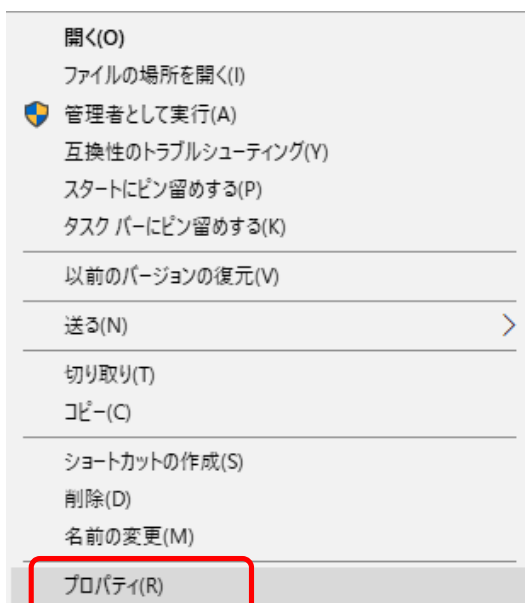 開く(O)
ファイルの場所を開く(I)
管理者として実行(A)
互換性のトラブルシューティング(Y)
スタートにピン留めする(P)
タスク バーにピン留めする(K)
以前のバージョンの復元(V)
送る(N)
切り取り(T)
コピー(C)
ショートカットの作成(S)
削除(D)
名前の変更(M)
プロパティ(R)